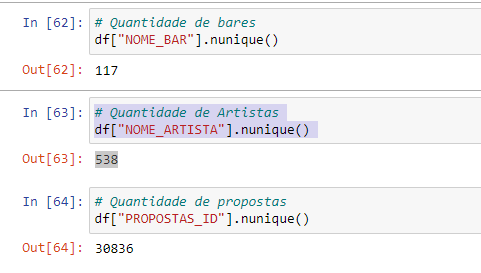 In [62]: # Quantidade de bares
df["NOME_BAR"].nunique()
Out[62]: 117
In [63]: # Quantidade de Artistas
df["NOME_ARTISTA"].nunique()
Out[63]: 538
In [64]: # Quantidade de propostas
df["PROPOSTAS_ID"].nunique()
Out[64]: 30836